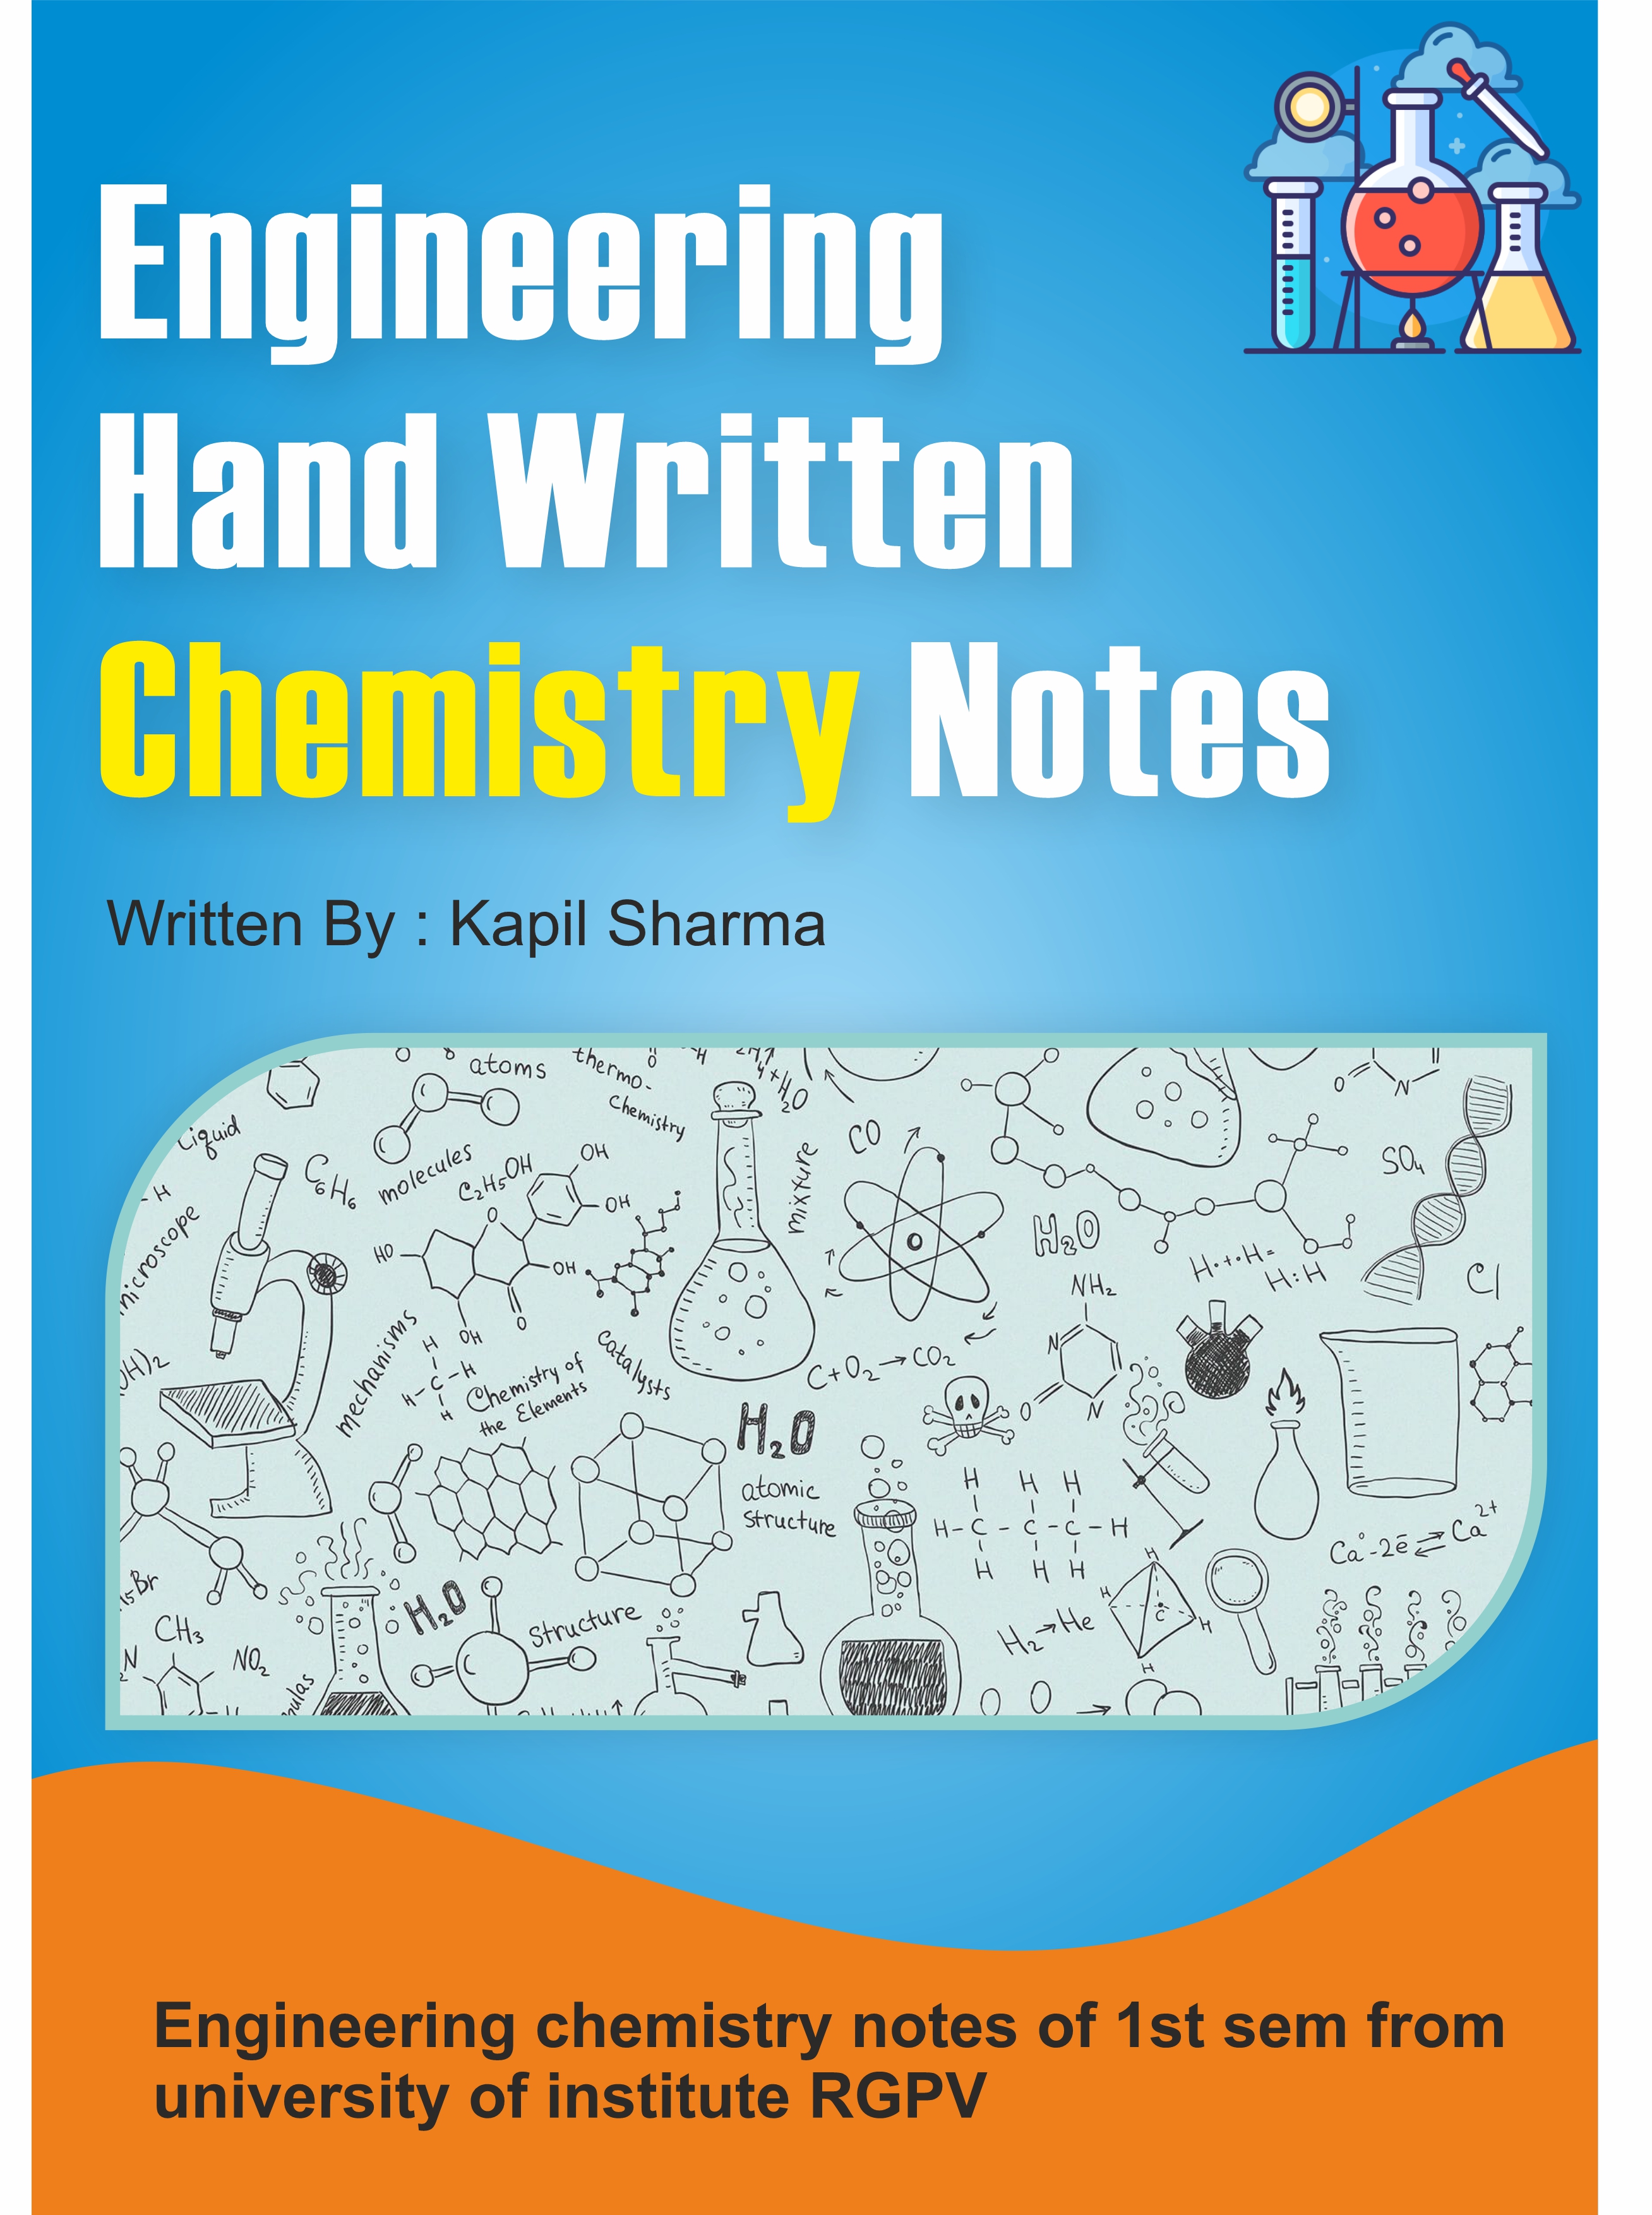 Engineering
Hand Written
Chemistry Notes
Written By : Kapil Sharma
atoms
thermo-
Chemistry
Liquid
C6H6
molecules
C2H5OH
OH
OH
HO
O
OH
OH
O
microscope
H
mixture
CO
H2O
SO4
H·+·H=
H:H
Cl
NH2
N
N
O
O
N
mechanisms
H
H-C-H
H
Chemistry of
the Elements
catalysts
C+O2→CO2
H2O
atomic
structure
H H H
H-C-C-C-H
H H H
Ca-2ē⇄Ca2+
H2→He
H
H
C
H
H
H2O
structure
CH3
NO2
N
Engineering chemistry notes of 1st sem from
university of institute RGPV